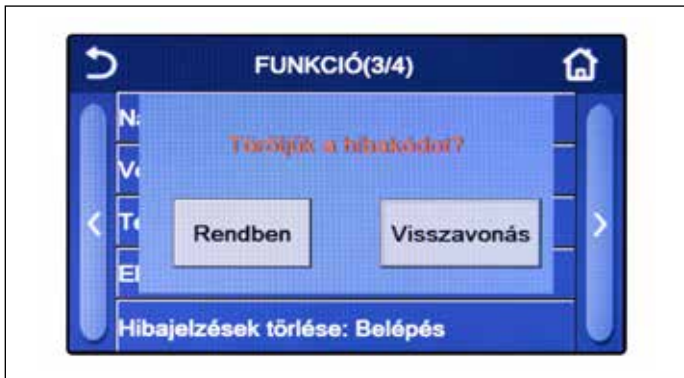 FUNKCIÓ(3/4)
Töröljük a hibakódot?
Rendben
Visszavonás
Hibajelzések törlése: Belépés